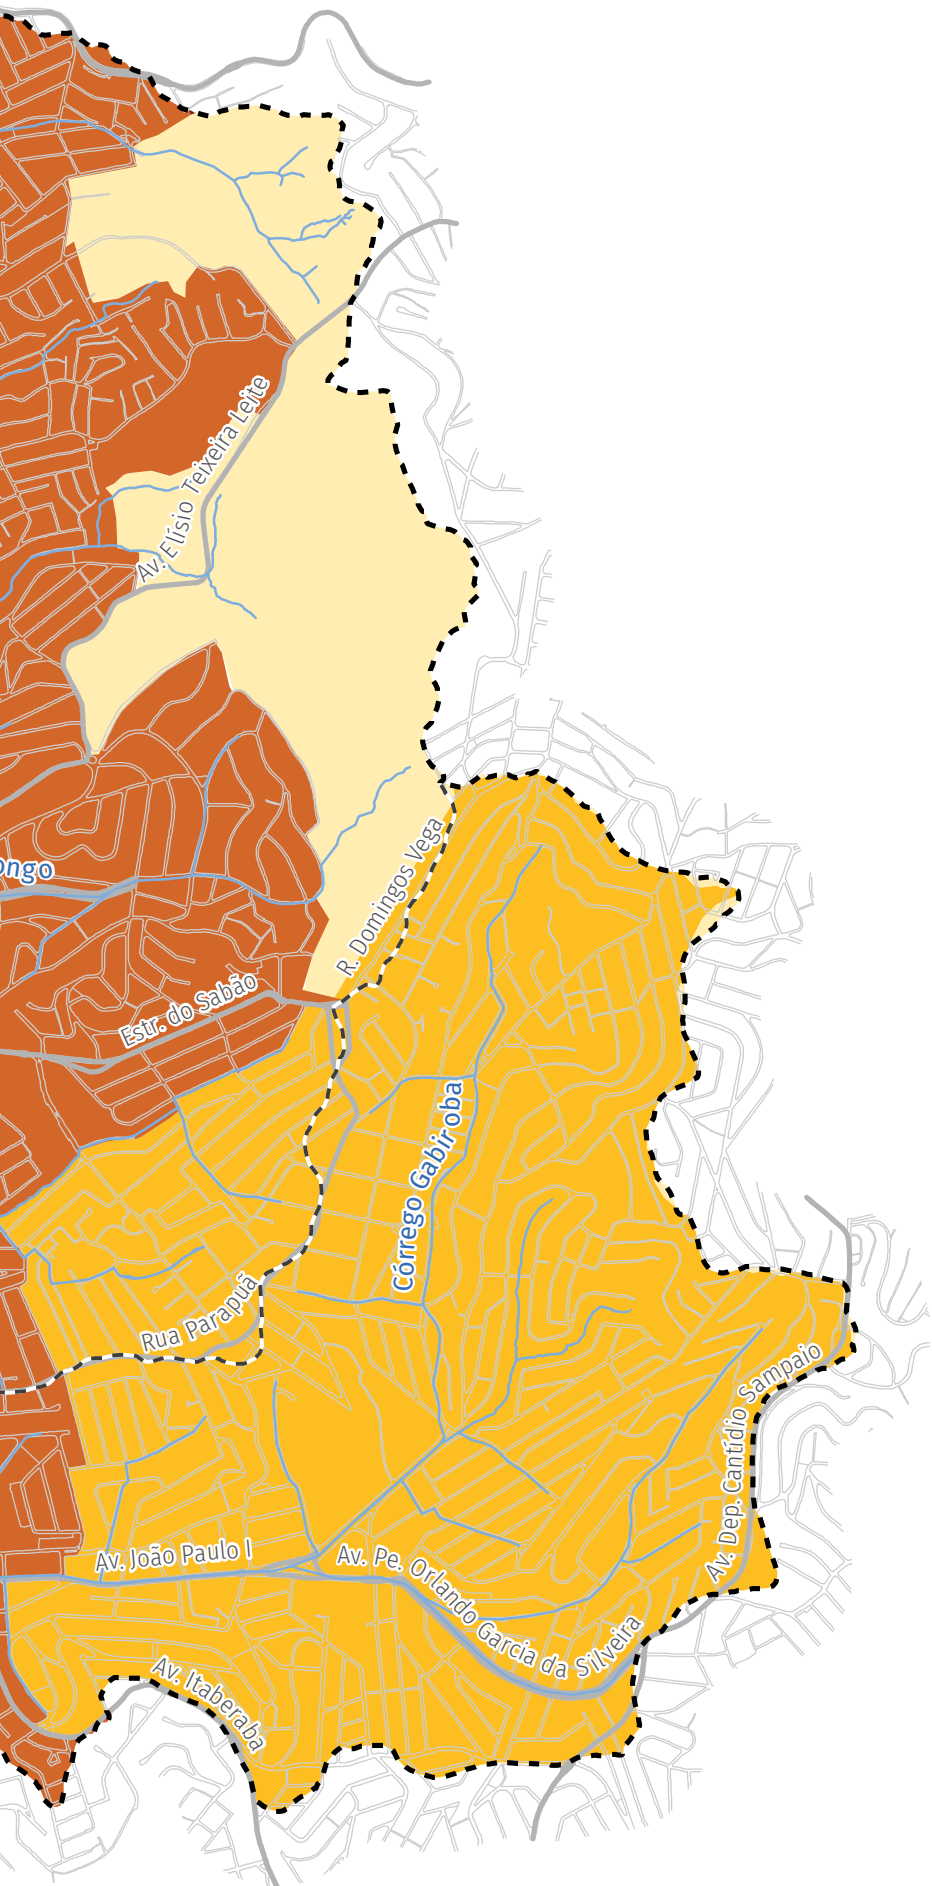 Av. Elísio Teixeira Leite
R. Domingos Vega
ongo
Estr. do Sabão
Córrego Gabiroba
Rua Parapuã
Av. Dep. Cantídio Sampaio
Av. João Paulo I
Av. Pe. Orlando Garcia da Silveira
Av. Itaberaba